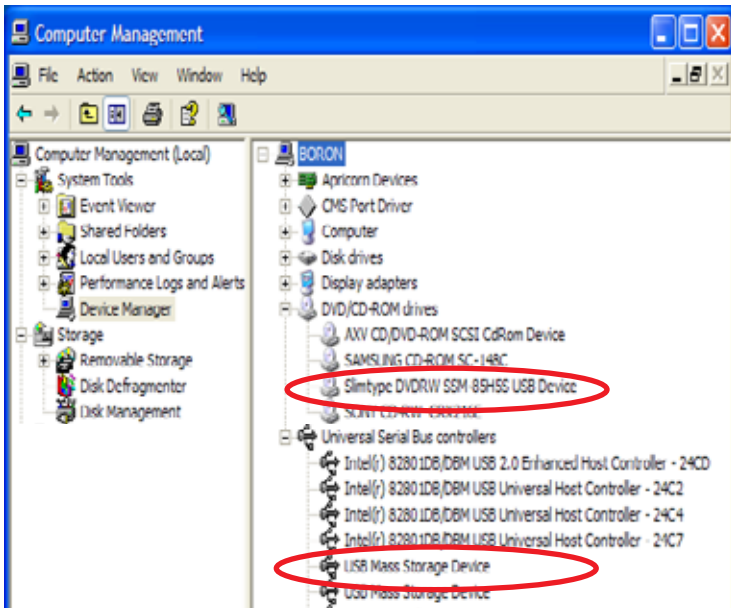 Computer Management
File Action View Window Help
Computer Management (Local)
System Tools
Event Viewer
Shared Folders
Local Users and Groups
Performance Logs and Alerts
Device Manager
Storage
Removable Storage
Disk Defragmenter
Disk Management
BORON
Apricorn Devices
CMS Port Driver
Computer
Disk drives
Display adapters
DVD/CD-ROM drives
AXV CD/DVD-ROM SCSI CdRom Device
SAMSUNG CD-ROM SC-148C
Slimtype DVDRW SSM-85H5S USB Device
SONY CD-RW
Universal Serial Bus controllers
Intel(r) 82801DB/DBM USB 2.0 Enhanced Host Controller - 24CD
Intel(r) 82801DB/DBM USB Universal Host Controller - 24C2
Intel(r) 82801DB/DBM USB Universal Host Controller - 24C4
Intel(r) 82801DB/DBM USB Universal Host Controller - 24C7
USB Mass Storage Device
USB Mass Storage Device